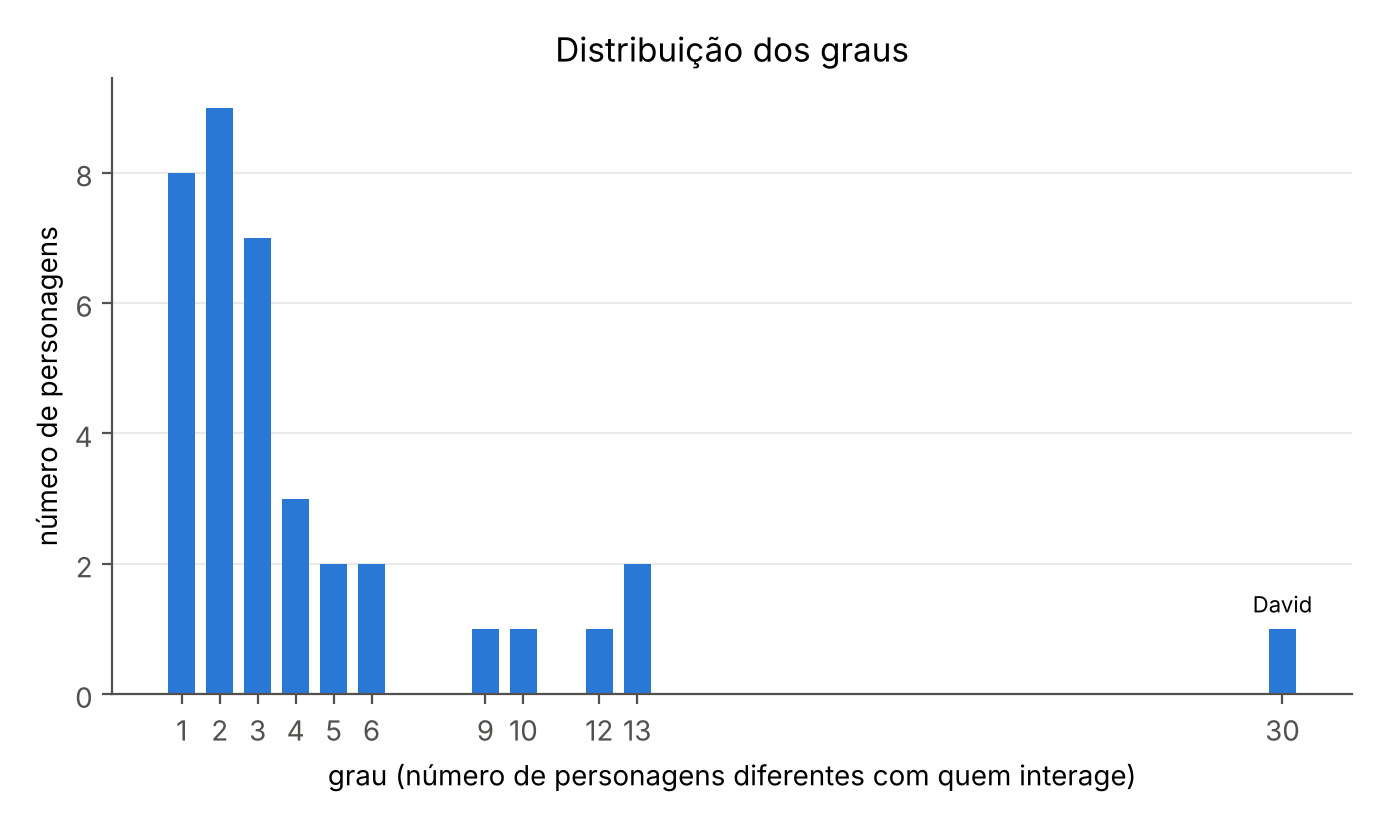 Distribuição dos graus
número de personagens
8
6
4
2
0
David
1 2 3 4 5 6 9 10 12 13 30
grau (número de personagens diferentes com quem interage)